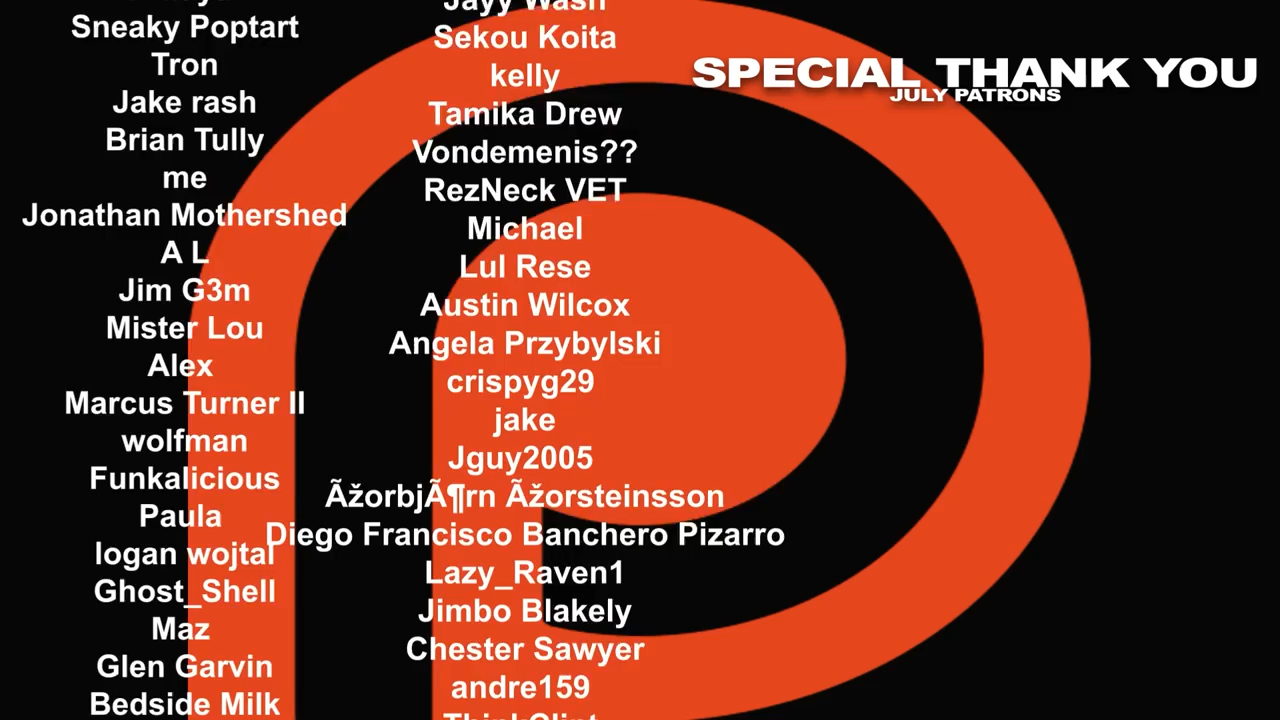 SPECIAL THANK YOU
JULY PATRONS
Sneaky Poptart
Tron
Jake rash
Brian Tully
me
Jonathan Mothershed
A L
Jim G3m
Mister Lou
Alex
Marcus Turner II
wolfman
Funkalicious
Paula
logan wojtal
Ghost_Shell
Maz
Glen Garvin
Bedside Milk
Jayy Wash
Sekou Koita
kelly
Tamika Drew
Vondemenis??
RezNeck VET
Michael
Lul Rese
Austin Wilcox
Angela Przybylski
crispyg29
jake
Jguy2005
ÃžorbjÃ¶rn Ãžorsteinsson
Diego Francisco Banchero Pizarro
Lazy_Raven1
Jimbo Blakely
Chester Sawyer
andre159
ThinkClint